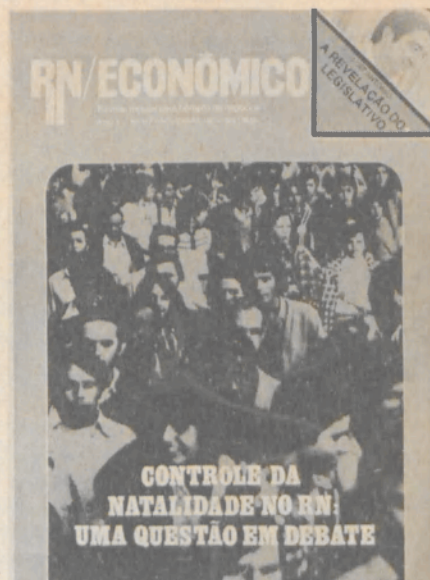 RN/ECONÔMICO
A REVELAÇÃO DO
LEGISLATIVO
CONTROLE DA
NATALIDADE NO RN:
UMA QUESTÃO EM DEBATE